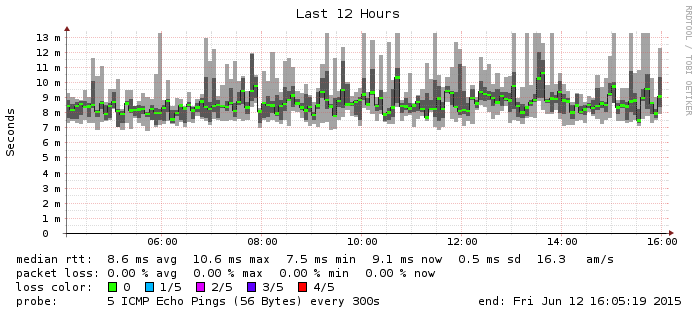 Last 12 Hours
RRDTOOL / TOBI OETIKER
Seconds
13 m
12 m
11 m
10 m
9 m
8 m
7 m
6 m
5 m
4 m
3 m
2 m
1 m
0
06:00 08:00 10:00 12:00 14:00 16:00
median rtt: 8.6 ms avg 10.6 ms max 7.5 ms min 9.1 ms now 0.5 ms sd 16.3 am/s
packet loss: 0.00 % avg 0.00 % max 0.00 % min 0.00 % now
loss color: 0 1/5 2/5 3/5 4/5
probe: 5 ICMP Echo Pings (56 Bytes) every 300s end: Fri Jun 12 16:05:19 2015